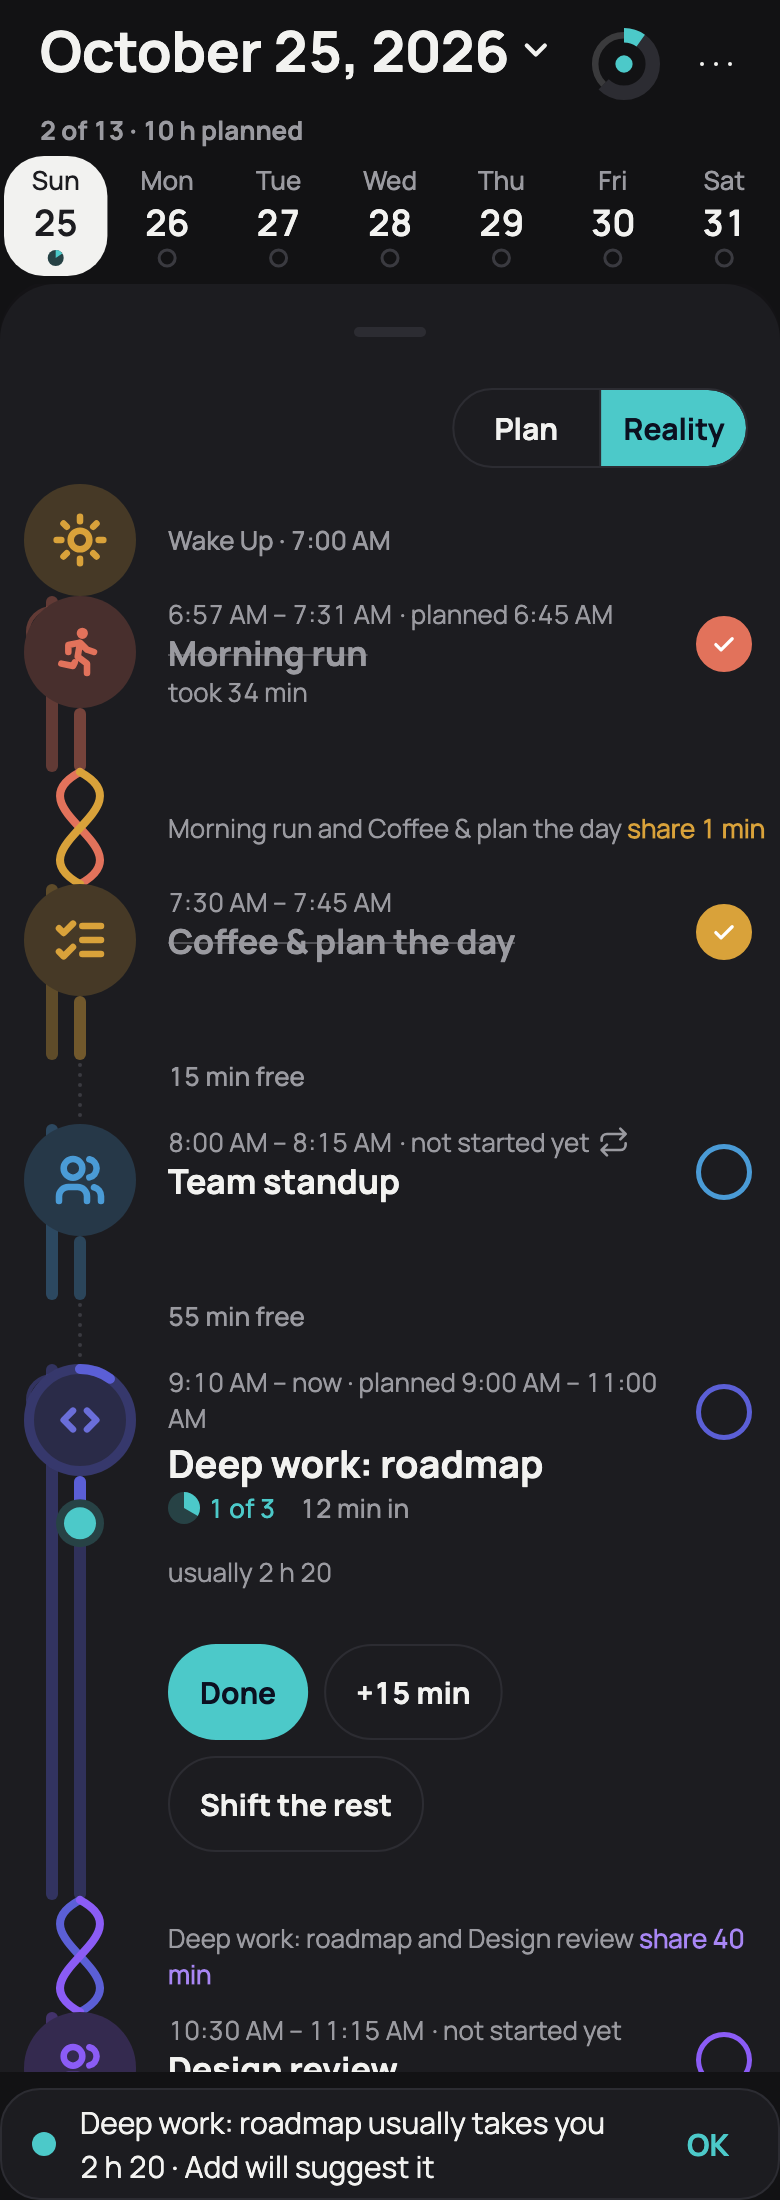 October 25, 2026
...
2 of 13 · 10 h planned
Sun Mon Tue Wed Thu Fri Sat
25 26 27 28 29 30 31
Plan Reality
Wake Up · 7:00 AM
6:57 AM – 7:31 AM · planned 6:45 AM
Morning run
took 34 min
Morning run and Coffee & plan the day share 1 min
7:30 AM – 7:45 AM
Coffee & plan the day
15 min free
8:00 AM – 8:15 AM · not started yet
Team standup
55 min free
9:10 AM – now · planned 9:00 AM – 11:00
AM
Deep work: roadmap
1 of 3 12 min in
usually 2 h 20
Done +15 min
Shift the rest
Deep work: roadmap and Design review share 40
min
10:30 AM – 11:15 AM · not started yet
Design review
Deep work: roadmap usually takes you
2 h 20 · Add will suggest it
OK